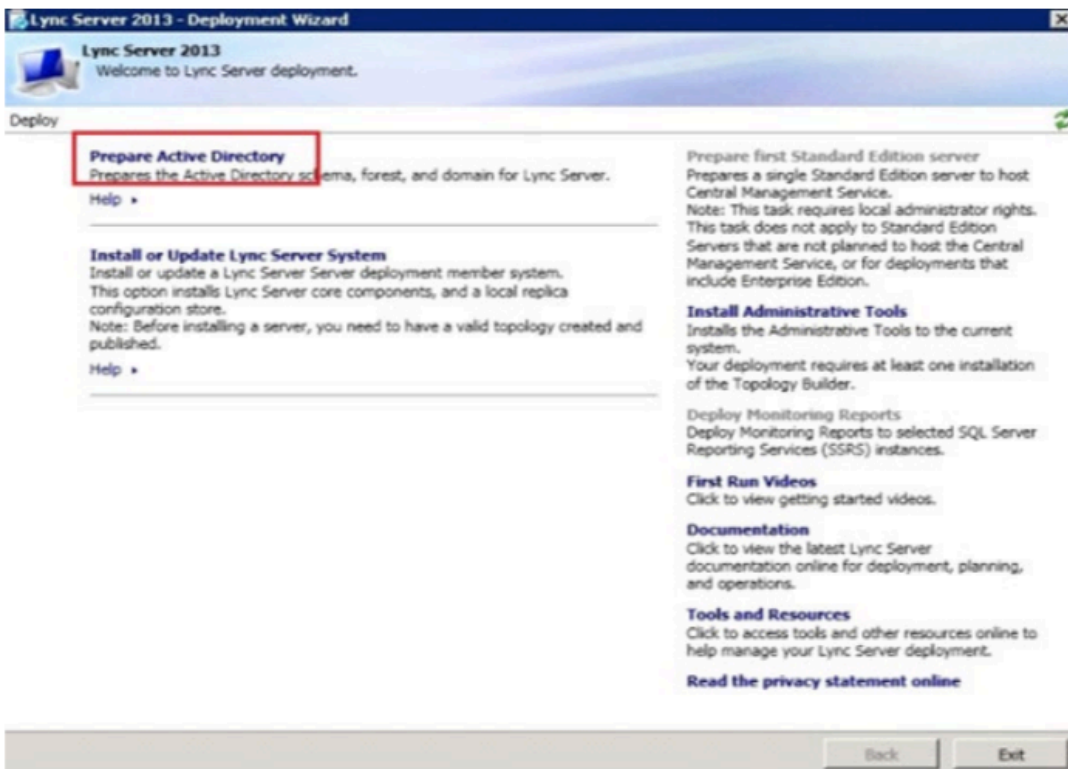 Lync Server 2013 - Deployment Wizard
Lync Server 2013
Welcome to Lync Server deployment.
Deploy
Prepare Active Directory
Prepares the Active Directory schema, forest, and domain for Lync Server.
Help
Install or Update Lync Server System
Install or update a Lync Server Server deployment member system.
This option installs Lync Server core components, and a local replica
configuration store.
Note: Before installing a server, you need to have a valid topology created and
published.
Help
Prepare first Standard Edition server
Prepares a single Standard Edition server to host
Central Management Service.
Note: This task requires local administrator rights.
This task does not apply to Standard Edition
Servers that are not planned to host the Central
Management Service, or for deployments that
include Enterprise Edition.
Install Administrative Tools
Installs the Administrative Tools to the current
system.
Your deployment requires at least one installation
of the Topology Builder.
Deploy Monitoring Reports
Deploy Monitoring Reports to selected SQL Server
Reporting Services (SSRS) instances.
First Run Videos
Click to view getting started videos.
Documentation
Click to view the latest Lync Server
documentation online for deployment, planning,
and operations.
Tools and Resources
Click to access tools and other resources online to
help manage your Lync Server deployment.
Read the privacy statement online
Back
Exit